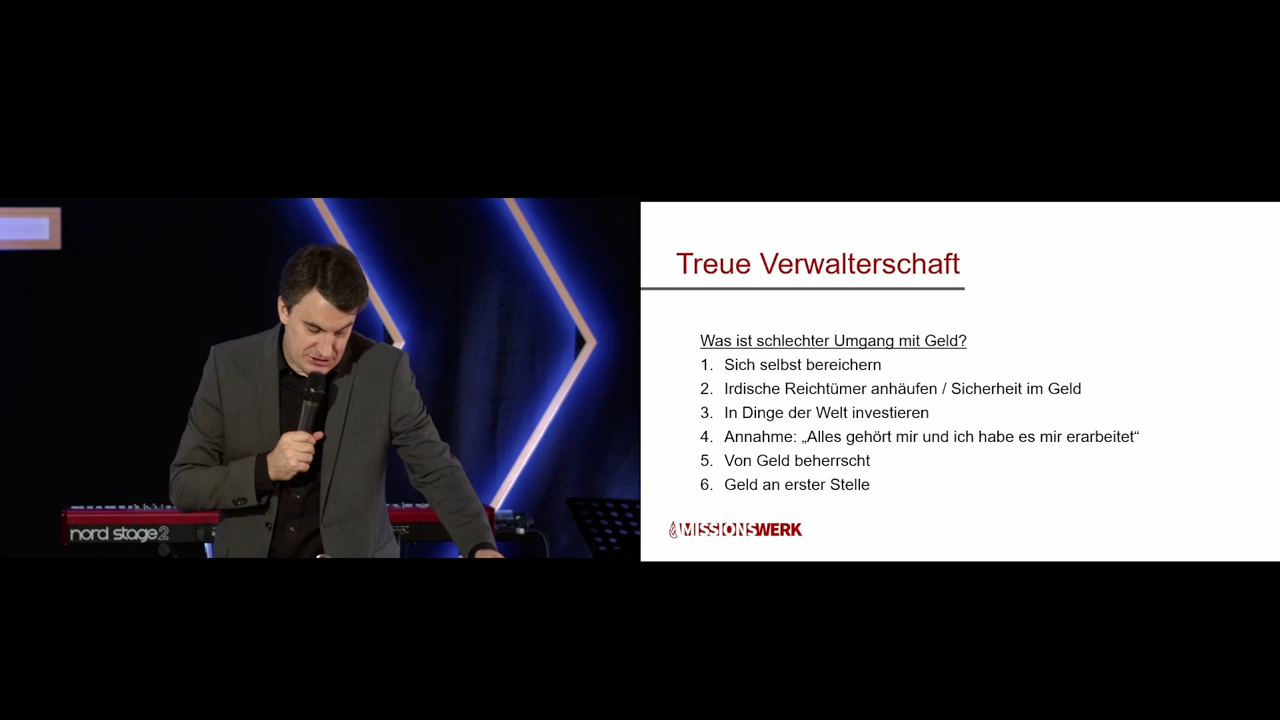 Treue Verwalterschaft
Was ist schlechter Umgang mit Geld?
1. Sich selbst bereichern
2. Irdische Reichtümer anhäufen / Sicherheit im Geld
3. In Dinge der Welt investieren
4. Annahme: „Alles gehört mir und ich habe es mir erarbeitet“
5. Von Geld beherrscht
6. Geld an erster Stelle
MISSIONSWERK
nord stage 2